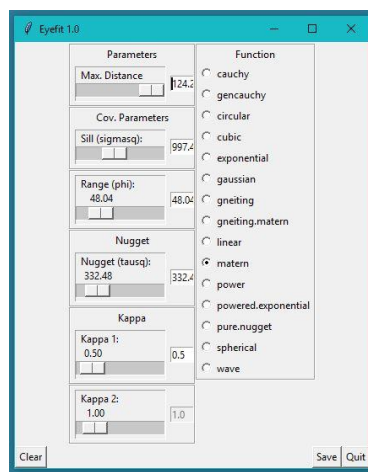 Eyefit 1.0
Parameters
Max. Distance
124.2
Cov. Parameters
Sill (sigmasq):
997.4
Range (phi):
48.04
48.04
Nugget
Nugget (tausq):
332.48
332.4
Kappa
Kappa 1:
0.50
0.5
Kappa 2:
1.00
1.0
Function
cauchy
gencauchy
circular
cubic
exponential
gaussian
gneiting
gneiting.matern
linear
matern
power
powered.exponential
pure.nugget
spherical
wave
Clear
Save
Quit